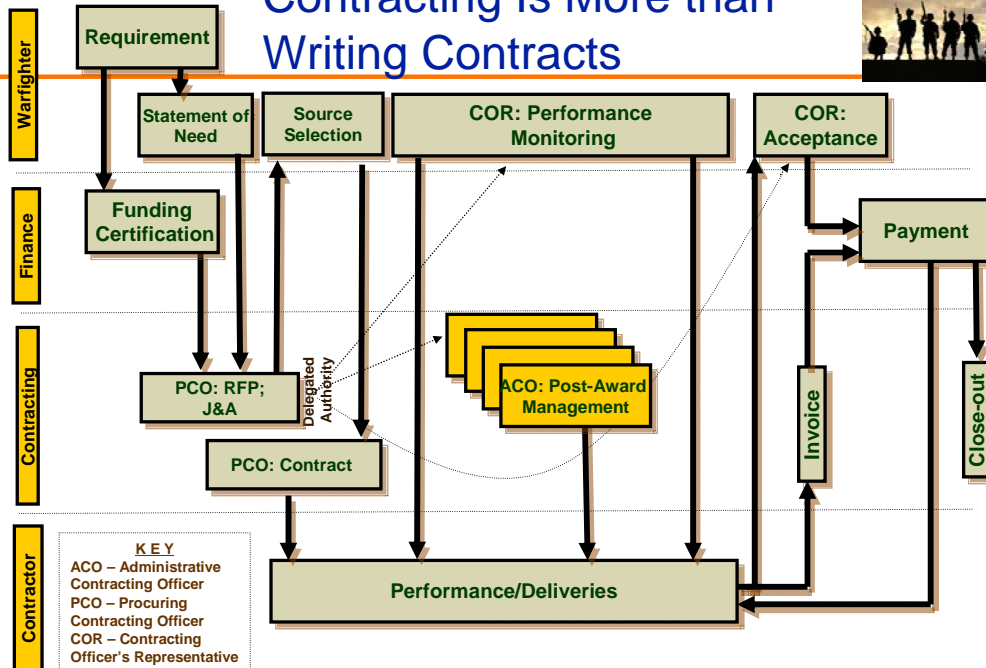 Contracting Is More than
Writing Contracts
Warfighter
Requirement
Statement of
Need
Source
Selection
COR: Performance
Monitoring
COR:
Acceptance
Finance
Funding
Certification
Payment
Contracting
PCO: RFP;
J&A
Delegated
Authority
ACO: Post-Award
Management
PCO: Contract
Invoice
Close-out
Contractor
K E Y
ACO – Administrative
Contracting Officer
PCO – Procuring
Contracting Officer
COR – Contracting
Officer's Representative
Performance/Deliveries